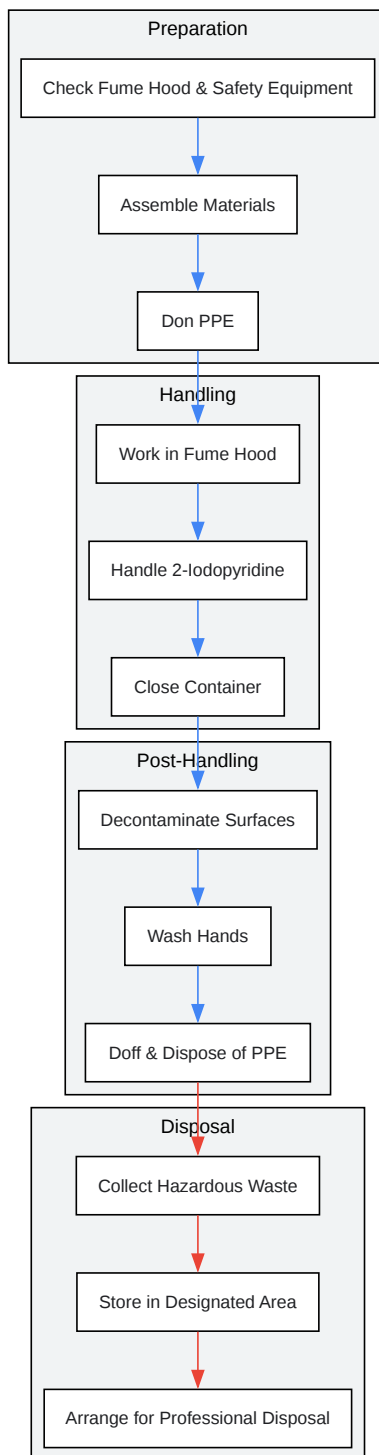 Preparation
Check Fume Hood & Safety Equipment
Assemble Materials
Don PPE
Handling
Work in Fume Hood
Handle 2-Iodopyridine
Close Container
Post-Handling
Decontaminate Surfaces
Wash Hands
Doff & Dispose of PPE
Disposal
Collect Hazardous Waste
Store in Designated Area
Arrange for Professional Disposal